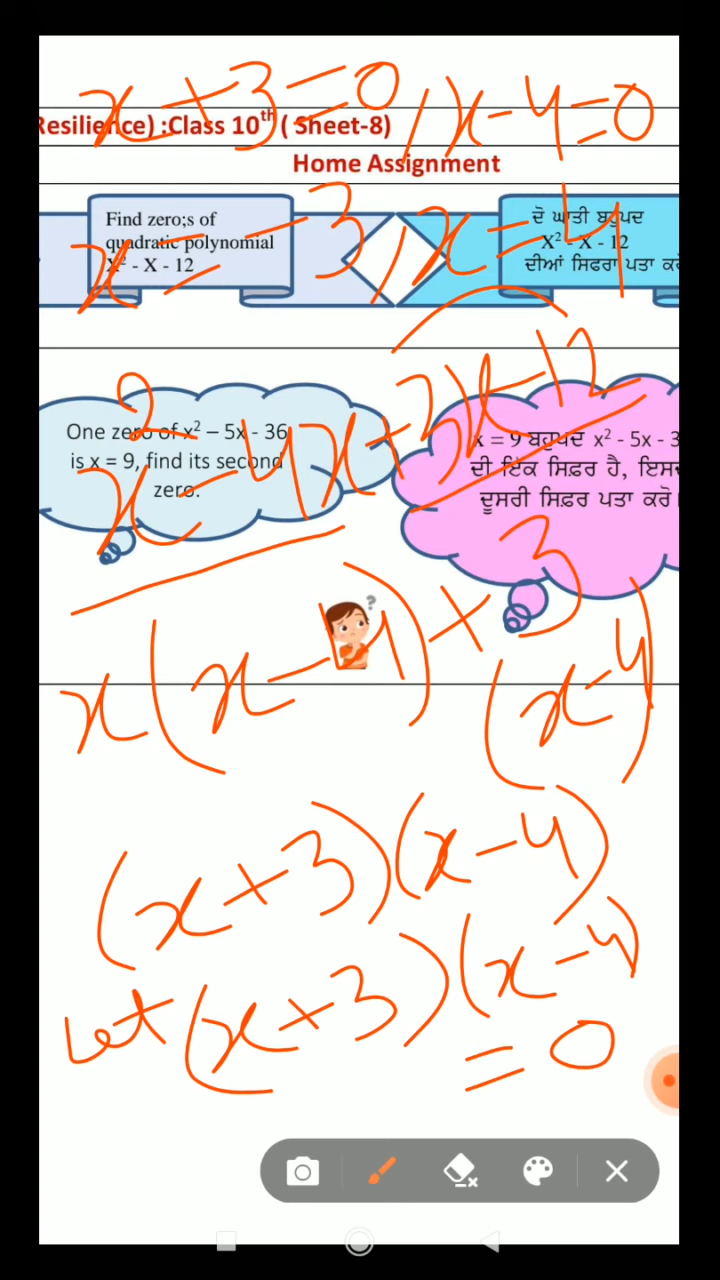 x + 3 = 0, x - 4 = 0
Resilience) :Class 10th ( Sheet-8)
Home Assignment
Find zero;s of
quadratic polynomial
X² - X - 12
ਦੋ ਘਾਤੀ ਬਹੁਪਦ
X² - X - 12
ਦੀਆਂ ਸਿਫਰਾ ਪਤਾ ਕਰੋ
x = -3, x = 4
One zero of x² – 5x - 36
is x = 9, find its second
zero.
x = 9 ਬਹੁਪਦ x² - 5x - 3
ਦੀ ਇੱਕ ਸਿਫ਼ਰ ਹੈ, ਇਸਦ
ਦੂਸਰੀ ਸਿਫ਼ਰ ਪਤਾ ਕਰੋ।
x² - 4x + 3x - 12
x(x - 4) + 3
(x - 4)
(x + 3)(x - 4)
Let (x + 3)(x - 4)
= 0